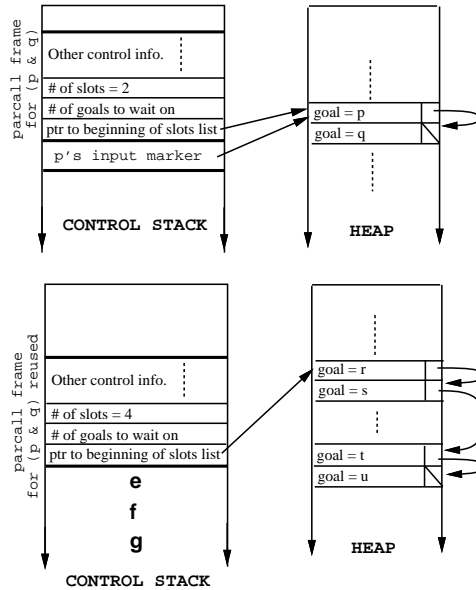 parcall frame
for (p & q)
Other control info.
# of slots = 2
# of goals to wait on
ptr to beginning of slots list
p's input marker
CONTROL STACK
goal = p
goal = q
HEAP
parcall frame
for (p & q) reused
Other control info.
# of slots = 4
# of goals to wait on
ptr to beginning of slots list
e
f
g
CONTROL STACK
goal = r
goal = s
goal = t
goal = u
HEAP